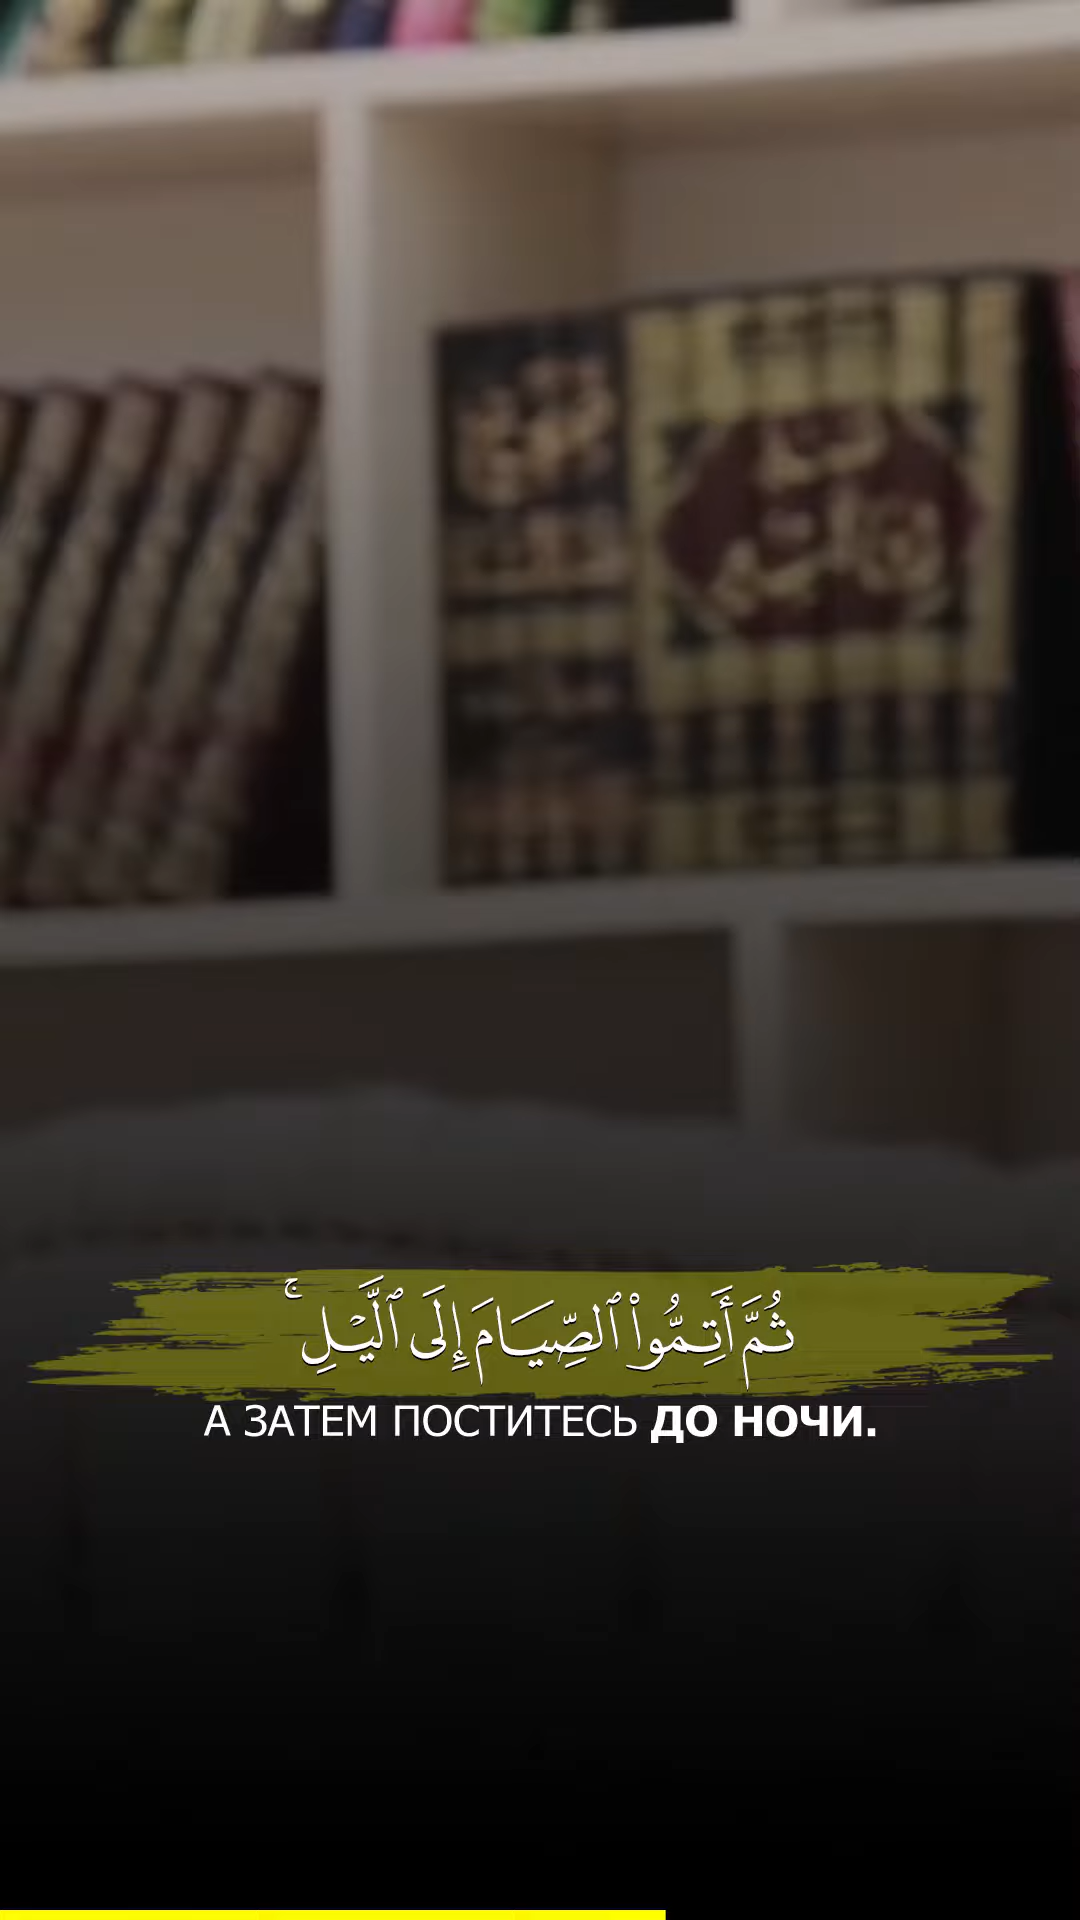 ثُمَّ أَتِمُّوا۟ ٱلصِّيَامَ إِلَى ٱلَّيْلِ ۚ
А ЗАТЕМ ПОСТИТЕСЬ ДО НОЧИ.